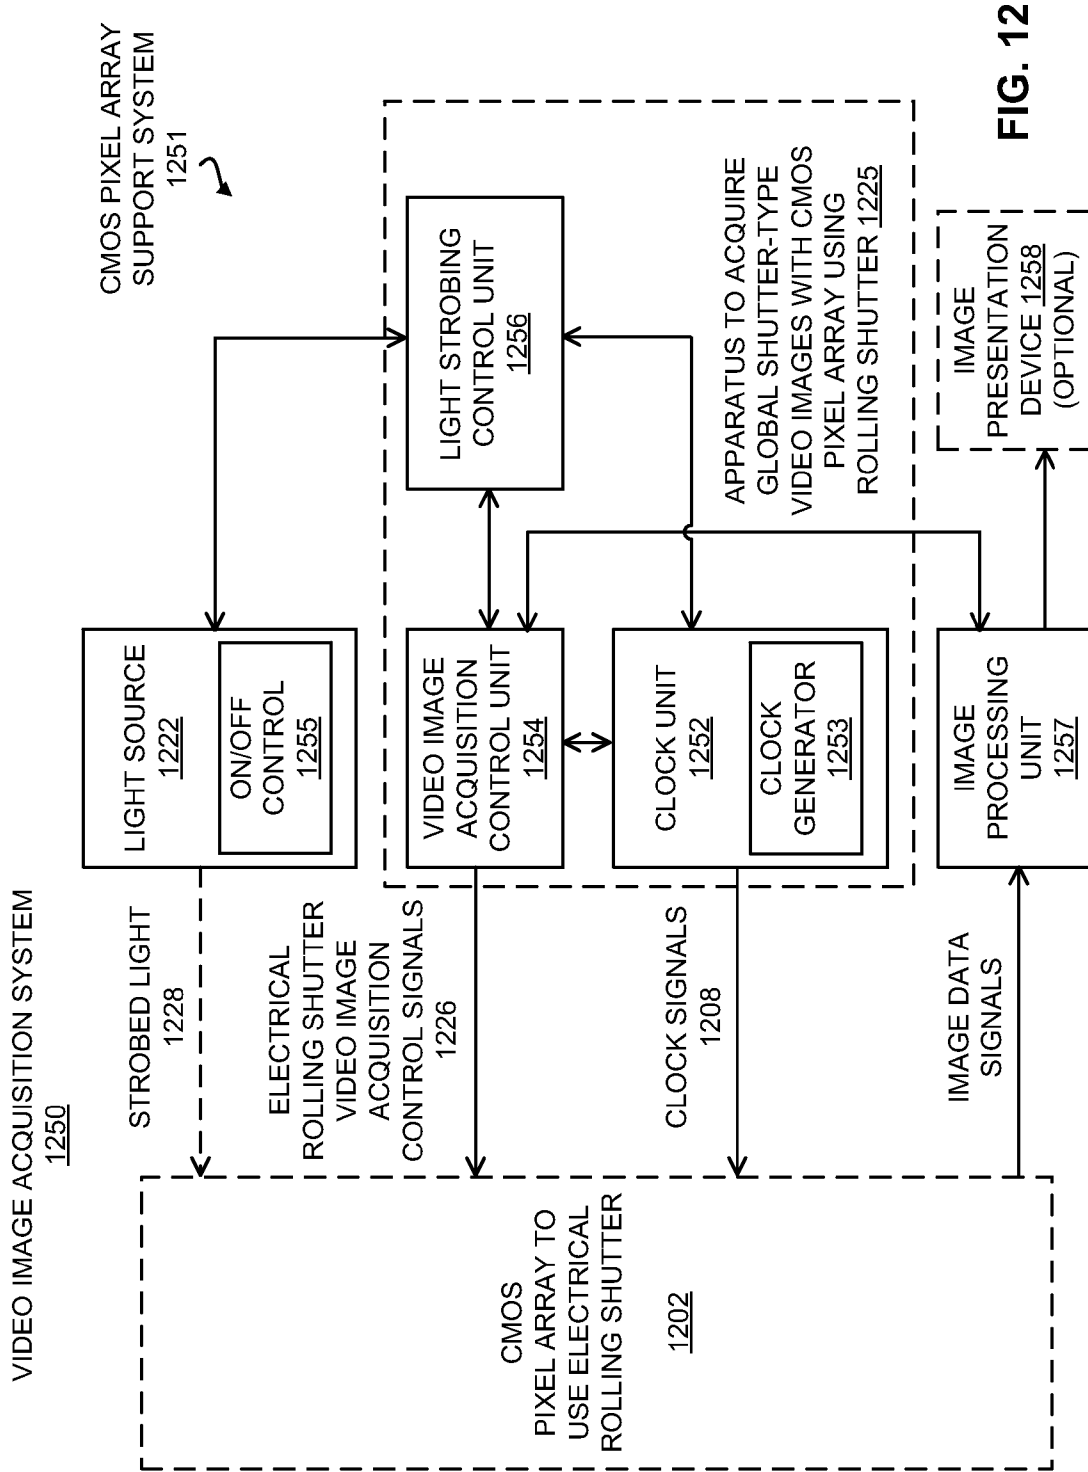 VIDEO IMAGE ACQUISITION SYSTEM
1250
CMOS PIXEL ARRAY
SUPPORT SYSTEM
1251
STROBED LIGHT
1228
LIGHT SOURCE
1222
ON/OFF
CONTROL
1255
ELECTRICAL
ROLLING SHUTTER
VIDEO IMAGE
ACQUISITION
CONTROL SIGNALS
1226
VIDEO IMAGE
ACQUISITION
CONTROL UNIT
1254
LIGHT STROBING
CONTROL UNIT
1256
CMOS
PIXEL ARRAY TO
USE ELECTRICAL
ROLLING SHUTTER
1202
CLOCK SIGNALS
1208
CLOCK UNIT
1252
CLOCK
GENERATOR
1253
APPARATUS TO ACQUIRE
GLOBAL SHUTTER-TYPE
VIDEO IMAGES WITH CMOS
PIXEL ARRAY USING
ROLLING SHUTTER 1225
IMAGE DATA
SIGNALS
IMAGE
PROCESSING
UNIT
1257
IMAGE
PRESENTATION
DEVICE 1258
(OPTIONAL)
FIG. 12